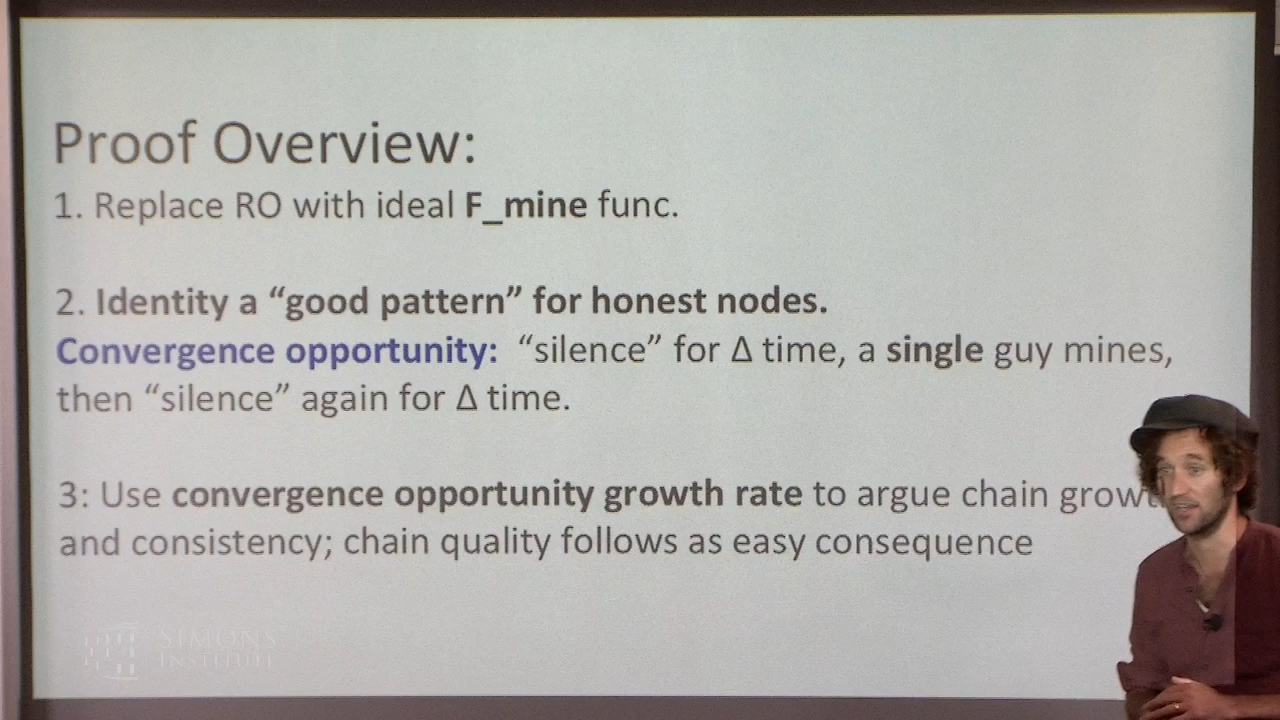 Proof Overview:
1. Replace RO with ideal F_mine func.
2. Identity a “good pattern” for honest nodes.
Convergence opportunity: “silence” for Δ time, a single guy mines,
then “silence” again for Δ time.
3: Use convergence opportunity growth rate to argue chain growt
and consistency; chain quality follows as easy consequence
SIMONS
INSTITUTE